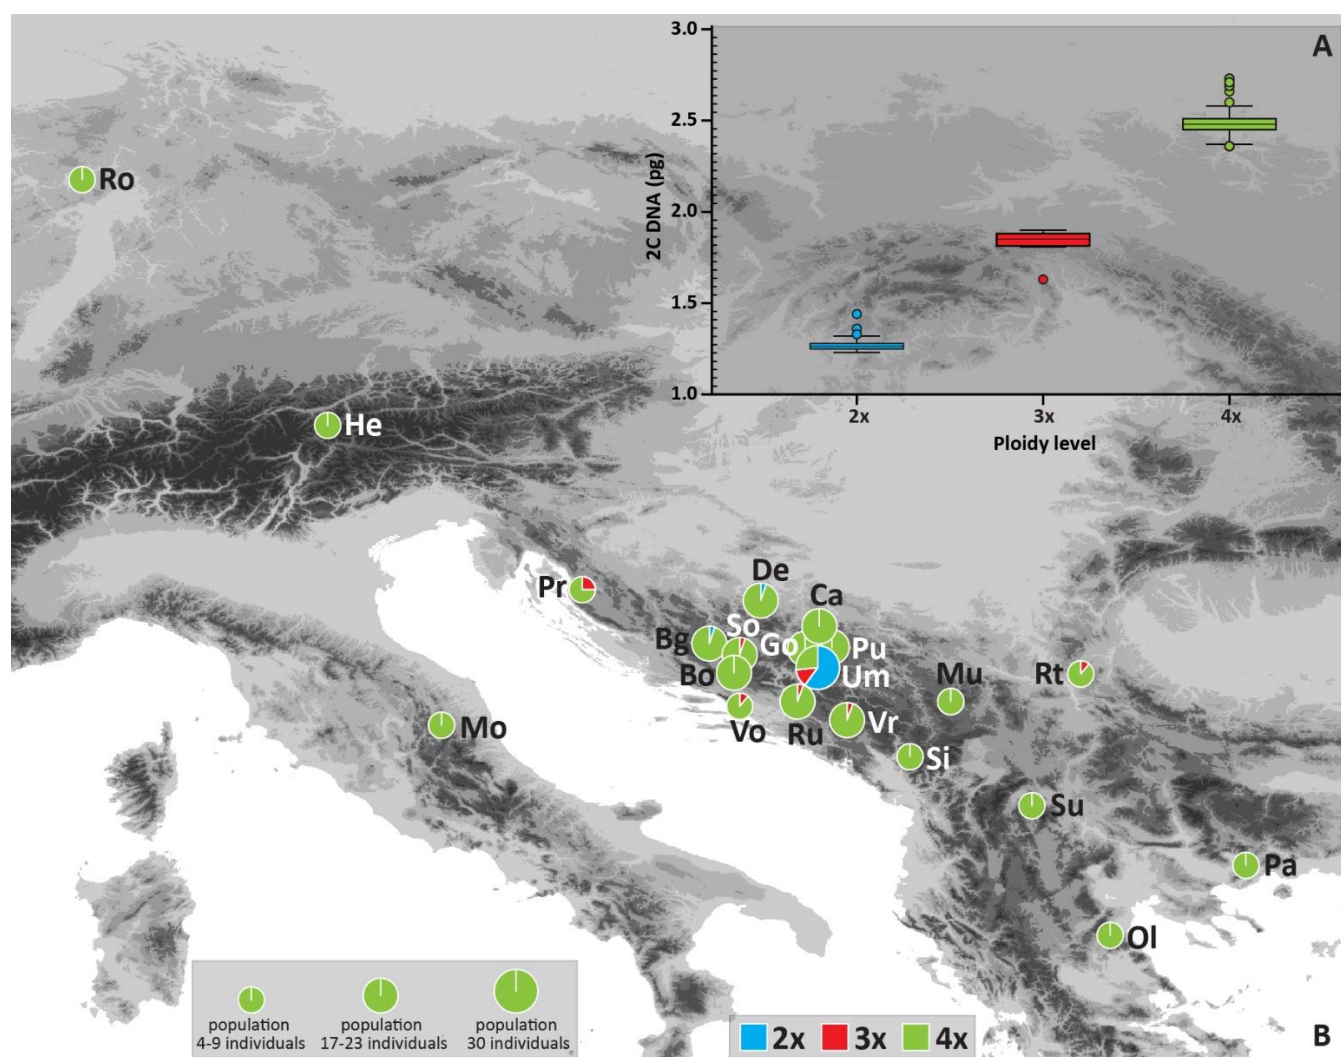 A
3.0
2.5
2.0
1.5
1.0
2C DNA (pg)
2x
3x
4x
Ploidy level
Ro
He
Pr
De
Ca
So
Bg
Go
Pu
Bo
Um
Mu
Rt
Vo
Ru
Vr
Mo
Si
Su
Pa
Ol
population
4-9 individuals
population
17-23 individuals
population
30 individuals
2x
3x
4x
B